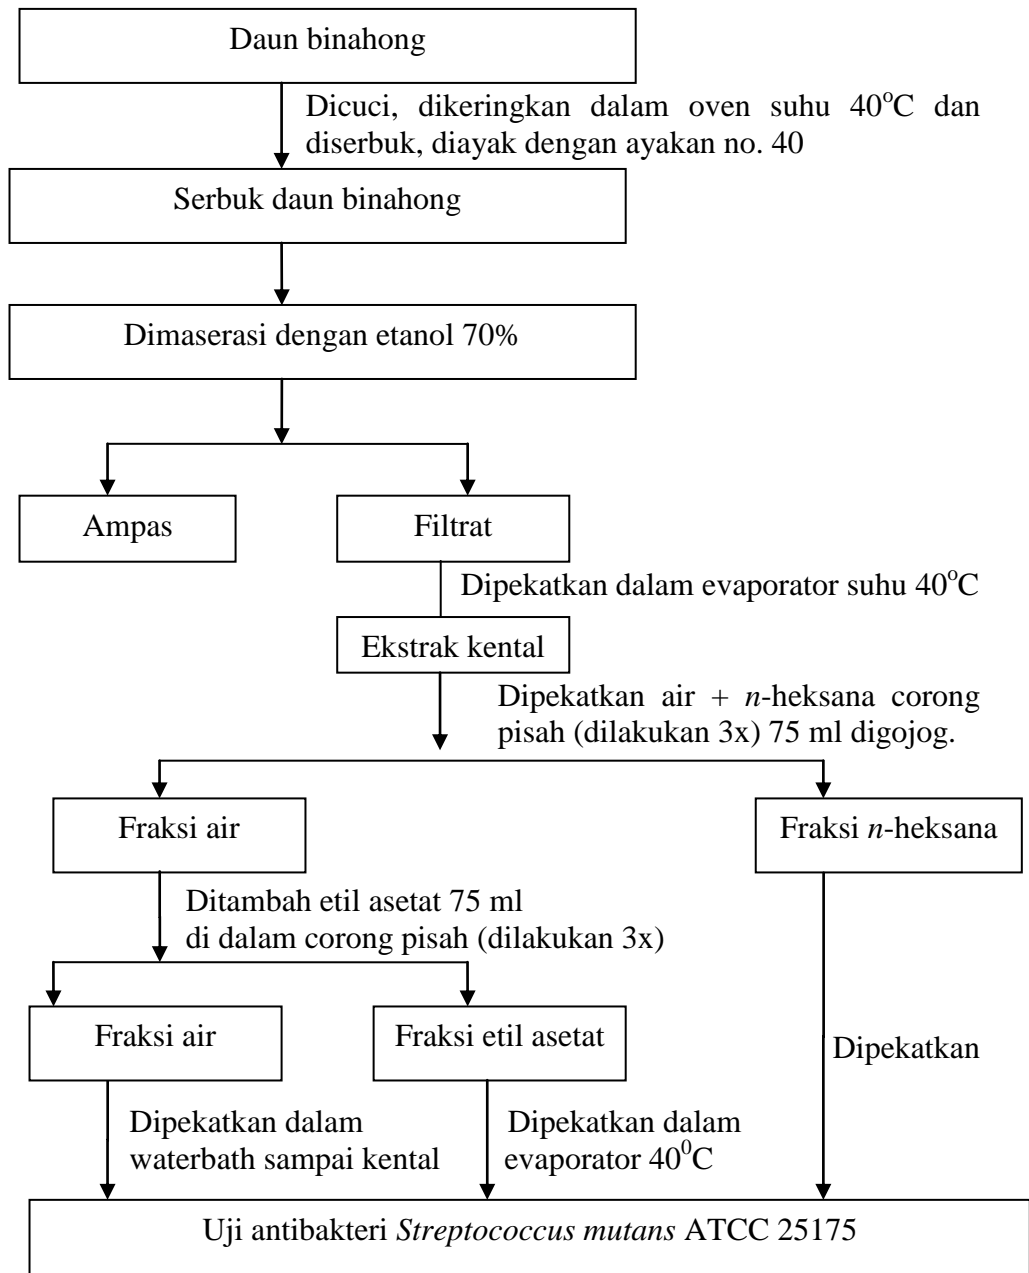 Daun binahong
Dicuci, dikeringkan dalam oven suhu 40°C dan
diserbuk, diayak dengan ayakan no. 40
Serbuk daun binahong
Dimaserasi dengan etanol 70%
Ampas
Filtrat
Dipekatkan dalam evaporator suhu 40°C
Ekstrak kental
Dipekatkan air + n-heksana corong
pisah (dilakukan 3x) 75 ml digojog.
Fraksi air
Fraksi n-heksana
Ditambah etil asetat 75 ml
di dalam corong pisah (dilakukan 3x)
Fraksi air
Fraksi etil asetat
Dipekatkan
Dipekatkan dalam
waterbath sampai kental
Dipekatkan dalam
evaporator 40⁰C
Uji antibakteri Streptococcus mutans ATCC 25175